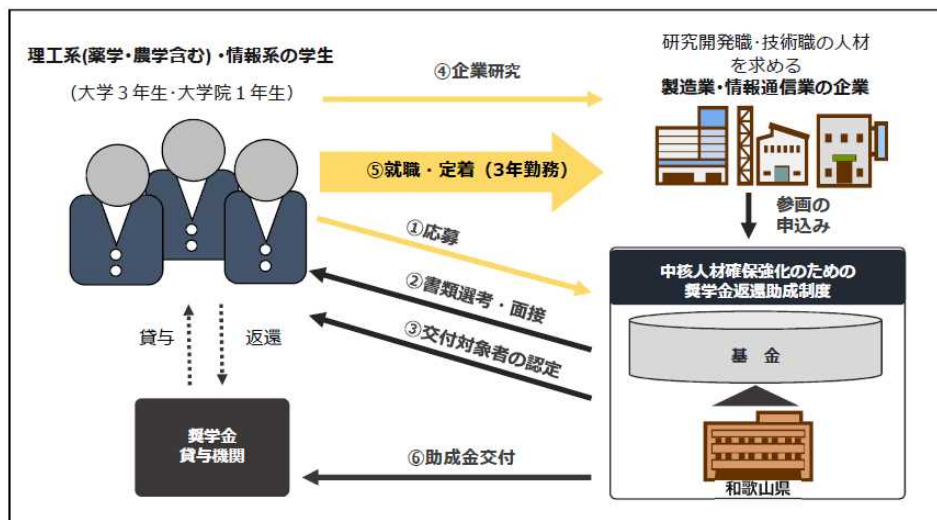 理工系(薬学・農学含む)・情報系の学生
(大学３年生・大学院１年生)
④企業研究
研究開発職・技術職の人材
を求める
製造業・情報通信業の企業
⑤就職・定着（3年勤務）
参画の
申込み
①応募
②書類選考・面接
③交付対象者の認定
中核人材確保強化のための
奨学金返還助成制度
基　金
和歌山県
貸与
返還
奨学金
貸与機関
⑥助成金交付